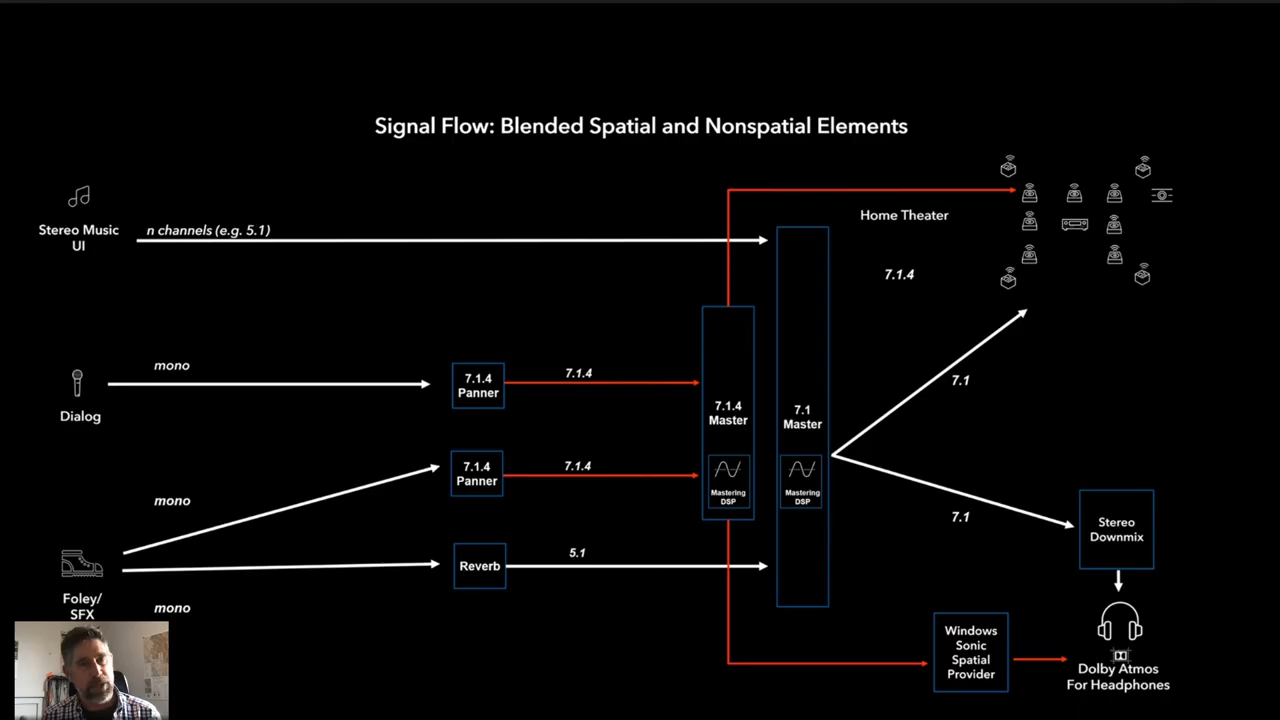 Signal Flow: Blended Spatial and Nonspatial Elements
Stereo Music
UI
n channels (e.g. 5.1)
Home Theater
7.1.4
mono
Dialog
7.1.4
Panner
7.1.4
7.1.4
Master
Mastering
DSP
7.1
Master
Mastering
DSP
7.1
mono
7.1.4
Panner
7.1.4
7.1
Stereo
Downmix
Foley/
SFX
mono
Reverb
5.1
Windows
Sonic
Spatial
Provider
Dolby Atmos
For Headphones